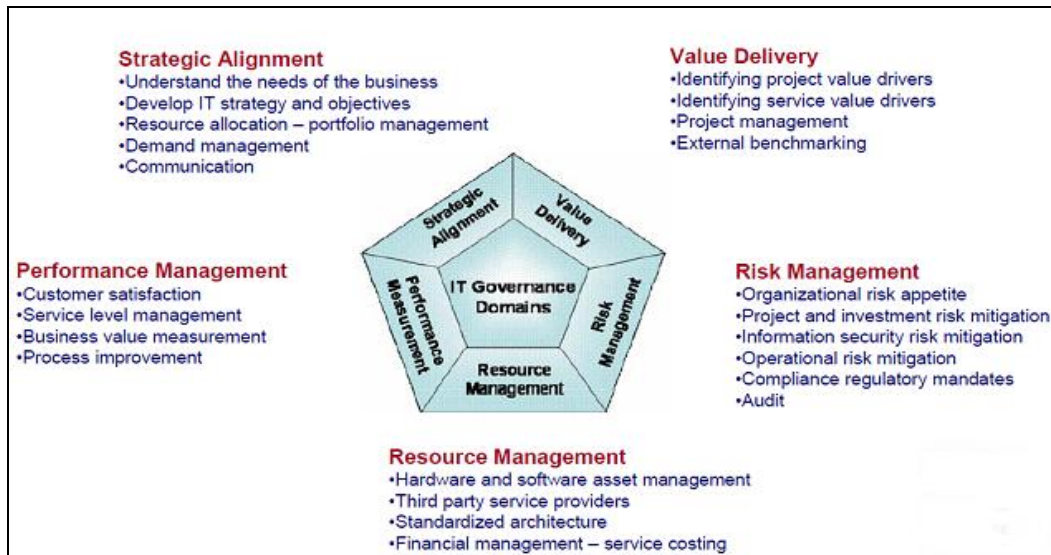 Strategic Alignment
•Understand the needs of the business
•Develop IT strategy and objectives
•Resource allocation – portfolio management
•Demand management
•Communication
Value Delivery
•Identifying project value drivers
•Identifying service value drivers
•Project management
•External benchmarking
Strategic
Alignment
Value
Delivery
Performance Management
•Customer satisfaction
•Service level management
•Business value measurement
•Process improvement
Performance
Measurement
IT Governance
Domains
Risk
Management
Risk Management
•Organizational risk appetite
•Project and investment risk mitigation
•Information security risk mitigation
•Operational risk mitigation
•Compliance regulatory mandates
•Audit
Resource
Management
Resource Management
•Hardware and software asset management
•Third party service providers
•Standardized architecture
•Financial management – service costing